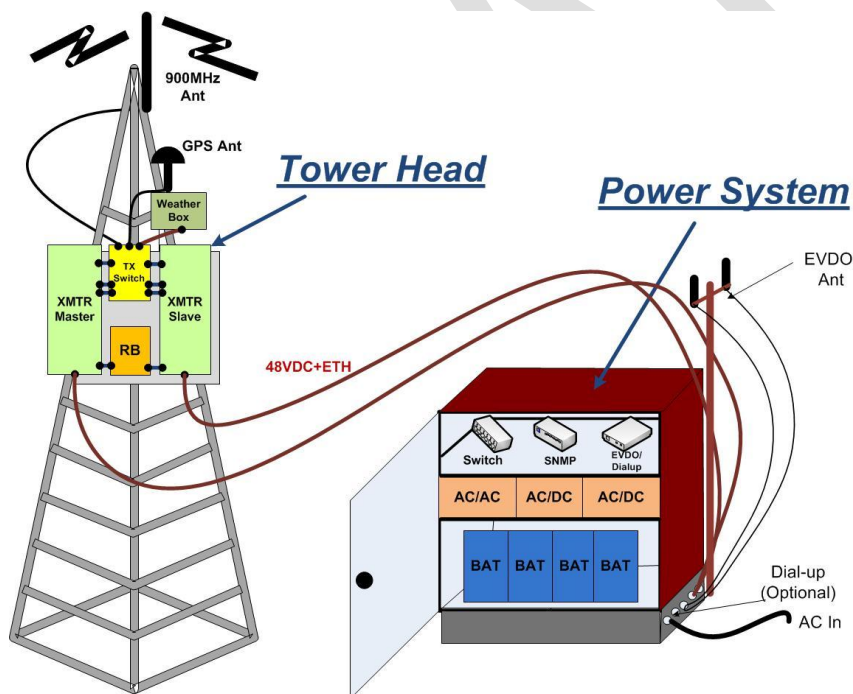 900MHz
Ant
GPS Ant
Tower Head
Weather
Box
Power System
TX
Switch
XMTR
Master
XMTR
Slave
RB
EVDO
Ant
48VDC+ETH
Switch
SNMP
EVDO/
Dialup
AC/AC
AC/DC
AC/DC
BAT
BAT
BAT
BAT
Dial-up
(Optional)
AC In